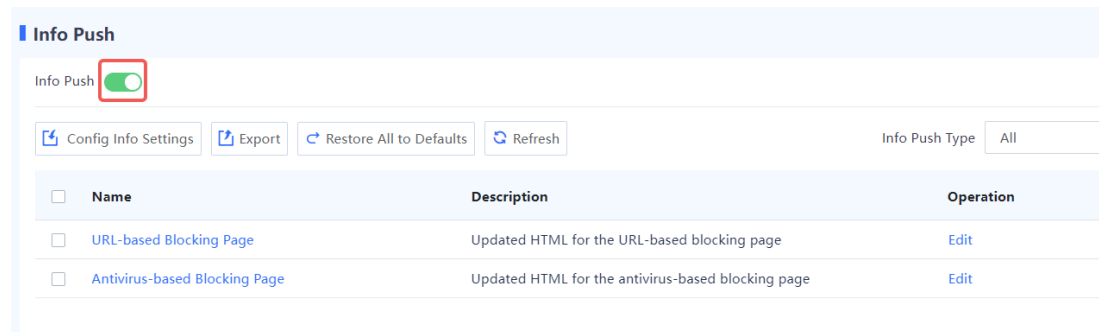 Info Push
Info Push
Config Info Settings Export Restore All to Defaults Refresh Info Push Type All
Name Description Operation
URL-based Blocking Page Updated HTML for the URL-based blocking page Edit
Antivirus-based Blocking Page Updated HTML for the antivirus-based blocking page Edit